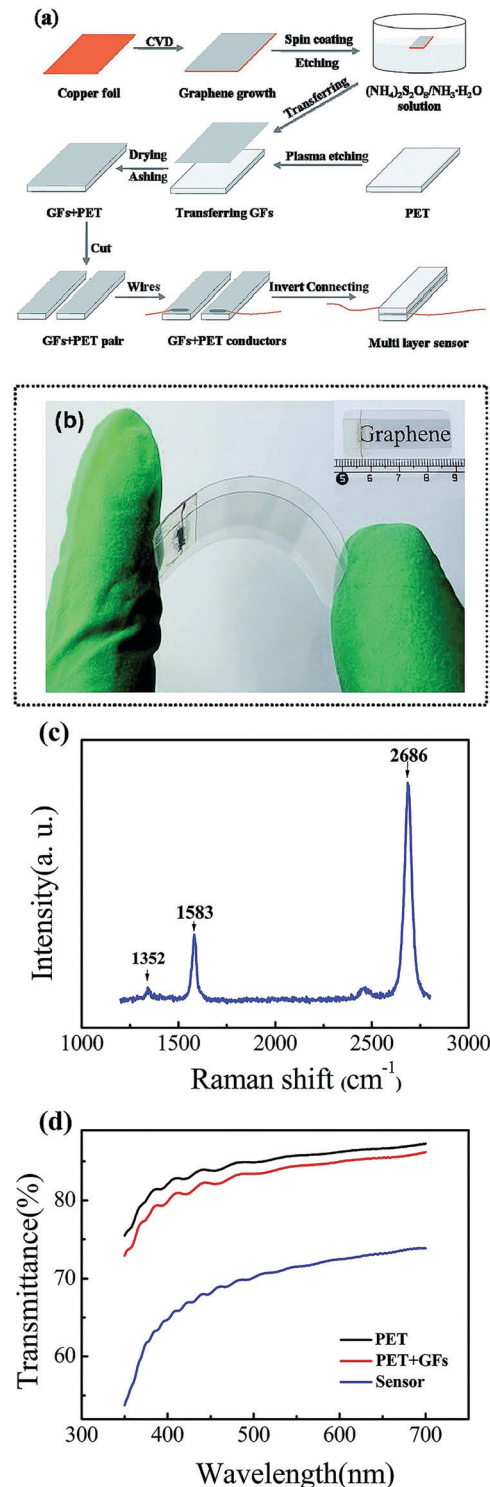 (a)
CVD
Spin coating
Etching
Copper foil
Graphene growth
(NH₄)₂S₂O₈/NH₃·H₂O
solution
Transferring
Drying
Ashing
Plasma etching
GFs+PET
Transferring GFs
PET
Cut
Wires
Invert Connecting
GFs+PET pair
GFs+PET conductors
Multi layer sensor
(b)
Graphene
5 6 7 8 9
(c)
2686
1583
1352
Intensity(a. u.)
1000 1500 2000 2500 3000
Raman shift (cm⁻¹)
(d)
80
70
60
Transmittance(%)
PET
PET+GFs
Sensor
300 400 500 600 700
Wavelength(nm)